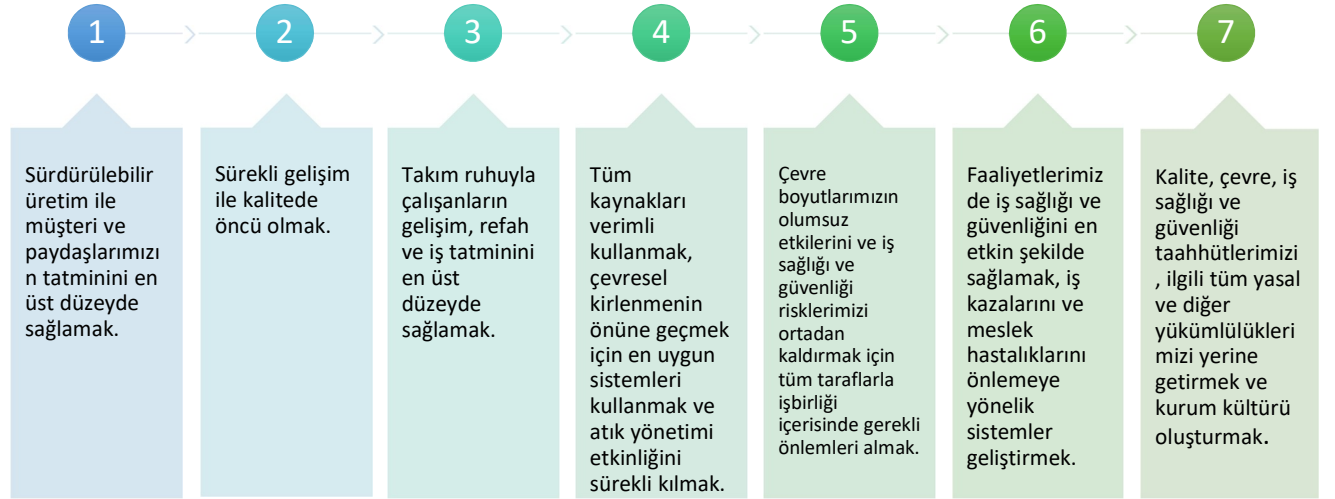 1
2
3
4
5
6
7
Sürdürülebilir
üretim ile
müşteri ve
paydaşlarımızı
n tatminini en
üst düzeyde
sağlamak.
Sürekli gelişim
ile kalitede
öncü olmak.
Takım ruhuyla
çalışanların
gelişim, refah
ve iş tatminini
en üst
düzeyde
sağlamak.
Tüm
kaynakları
verimli
kullanmak,
çevresel
kirlenmenin
önüne geçmek
için en uygun
sistemleri
kullanmak ve
atık yönetimi
etkinliğini
sürekli kılmak.
Çevre
boyutlarımızın
olumsuz
etkilerini ve iş
sağlığı ve
güvenliği
risklerimizi
ortadan
kaldırmak için
tüm taraflarla
işbirliği
içerisinde gerekli
önlemleri almak.
Faaliyetlerimiz
de iş sağlığı ve
güvenliğini en
etkin şekilde
sağlamak, iş
kazalarını ve
meslek
hastalıklarını
önlemeye
yönelik
sistemler
geliştirmek.
Kalite, çevre, iş
sağlığı ve
güvenliği
taahhütlerimizi
, ilgili tüm yasal
ve diğer
yükümlülükleri
mizi yerine
getirmek ve
kurum kültürü
oluşturmak.